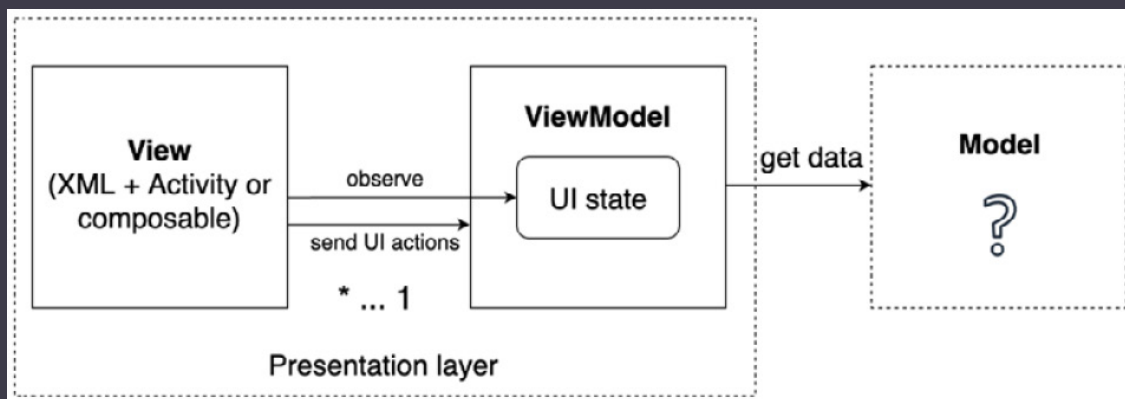 View
(XML + Activity or
composable)
observe
send UI actions
* ... 1
ViewModel
UI state
get data
Model
?
Presentation layer